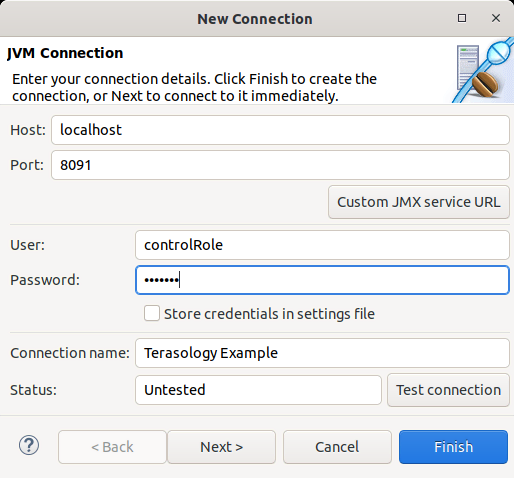 New Connection
JVM Connection
Enter your connection details. Click Finish to create the
connection, or Next to connect to it immediately.
Host: localhost
Port: 8091
Custom JMX service URL
User: controlRole
Password: •••••••
Store credentials in settings file
Connection name: Terasology Example
Status: Untested Test connection
? < Back Next > Cancel Finish